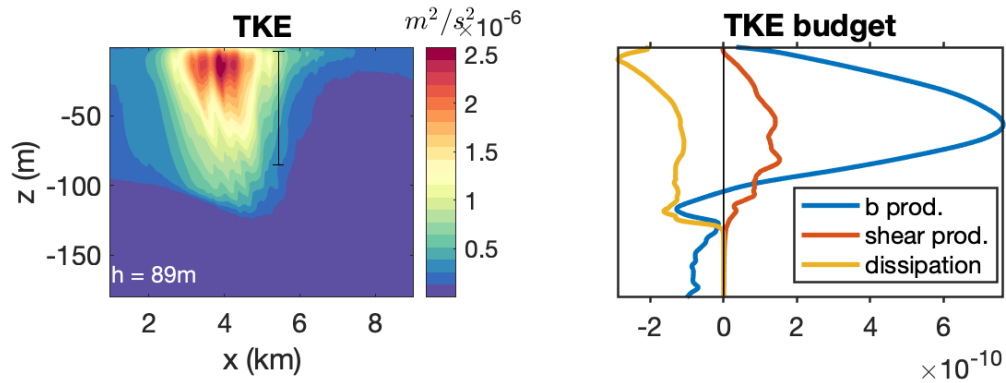 TKE
m²/s²×10⁻⁶
2.5
2
1.5
1
0.5
-50
-100
-150
z (m)
h = 89m
2 4 6 8
x (km)
TKE budget
b prod.
shear prod.
dissipation
-2 0 2 4 6
×10⁻¹⁰